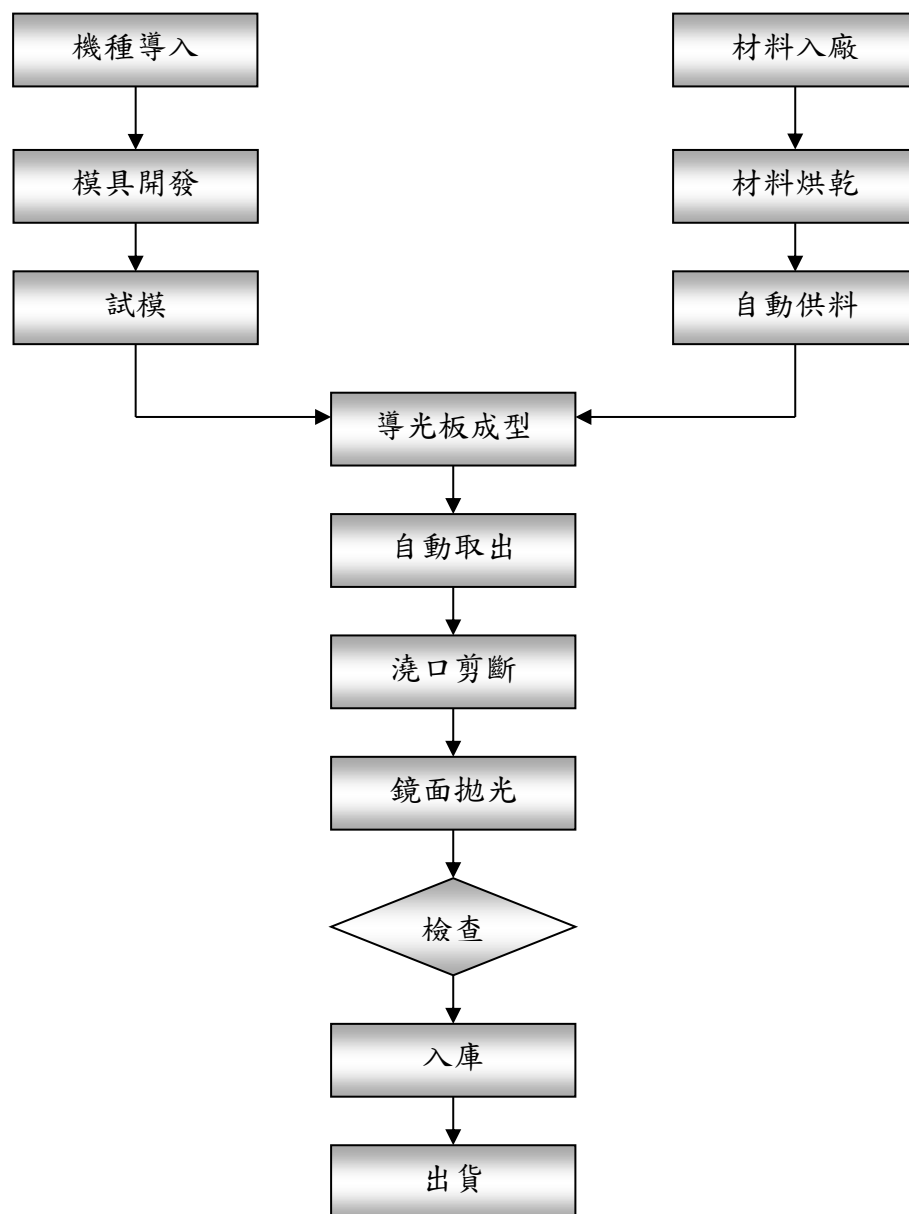 機種導入
材料入廠
模具開發
材料烘乾
試模
自動供料
導光板成型
自動取出
澆口剪斷
鏡面拋光
檢查
入庫
出貨